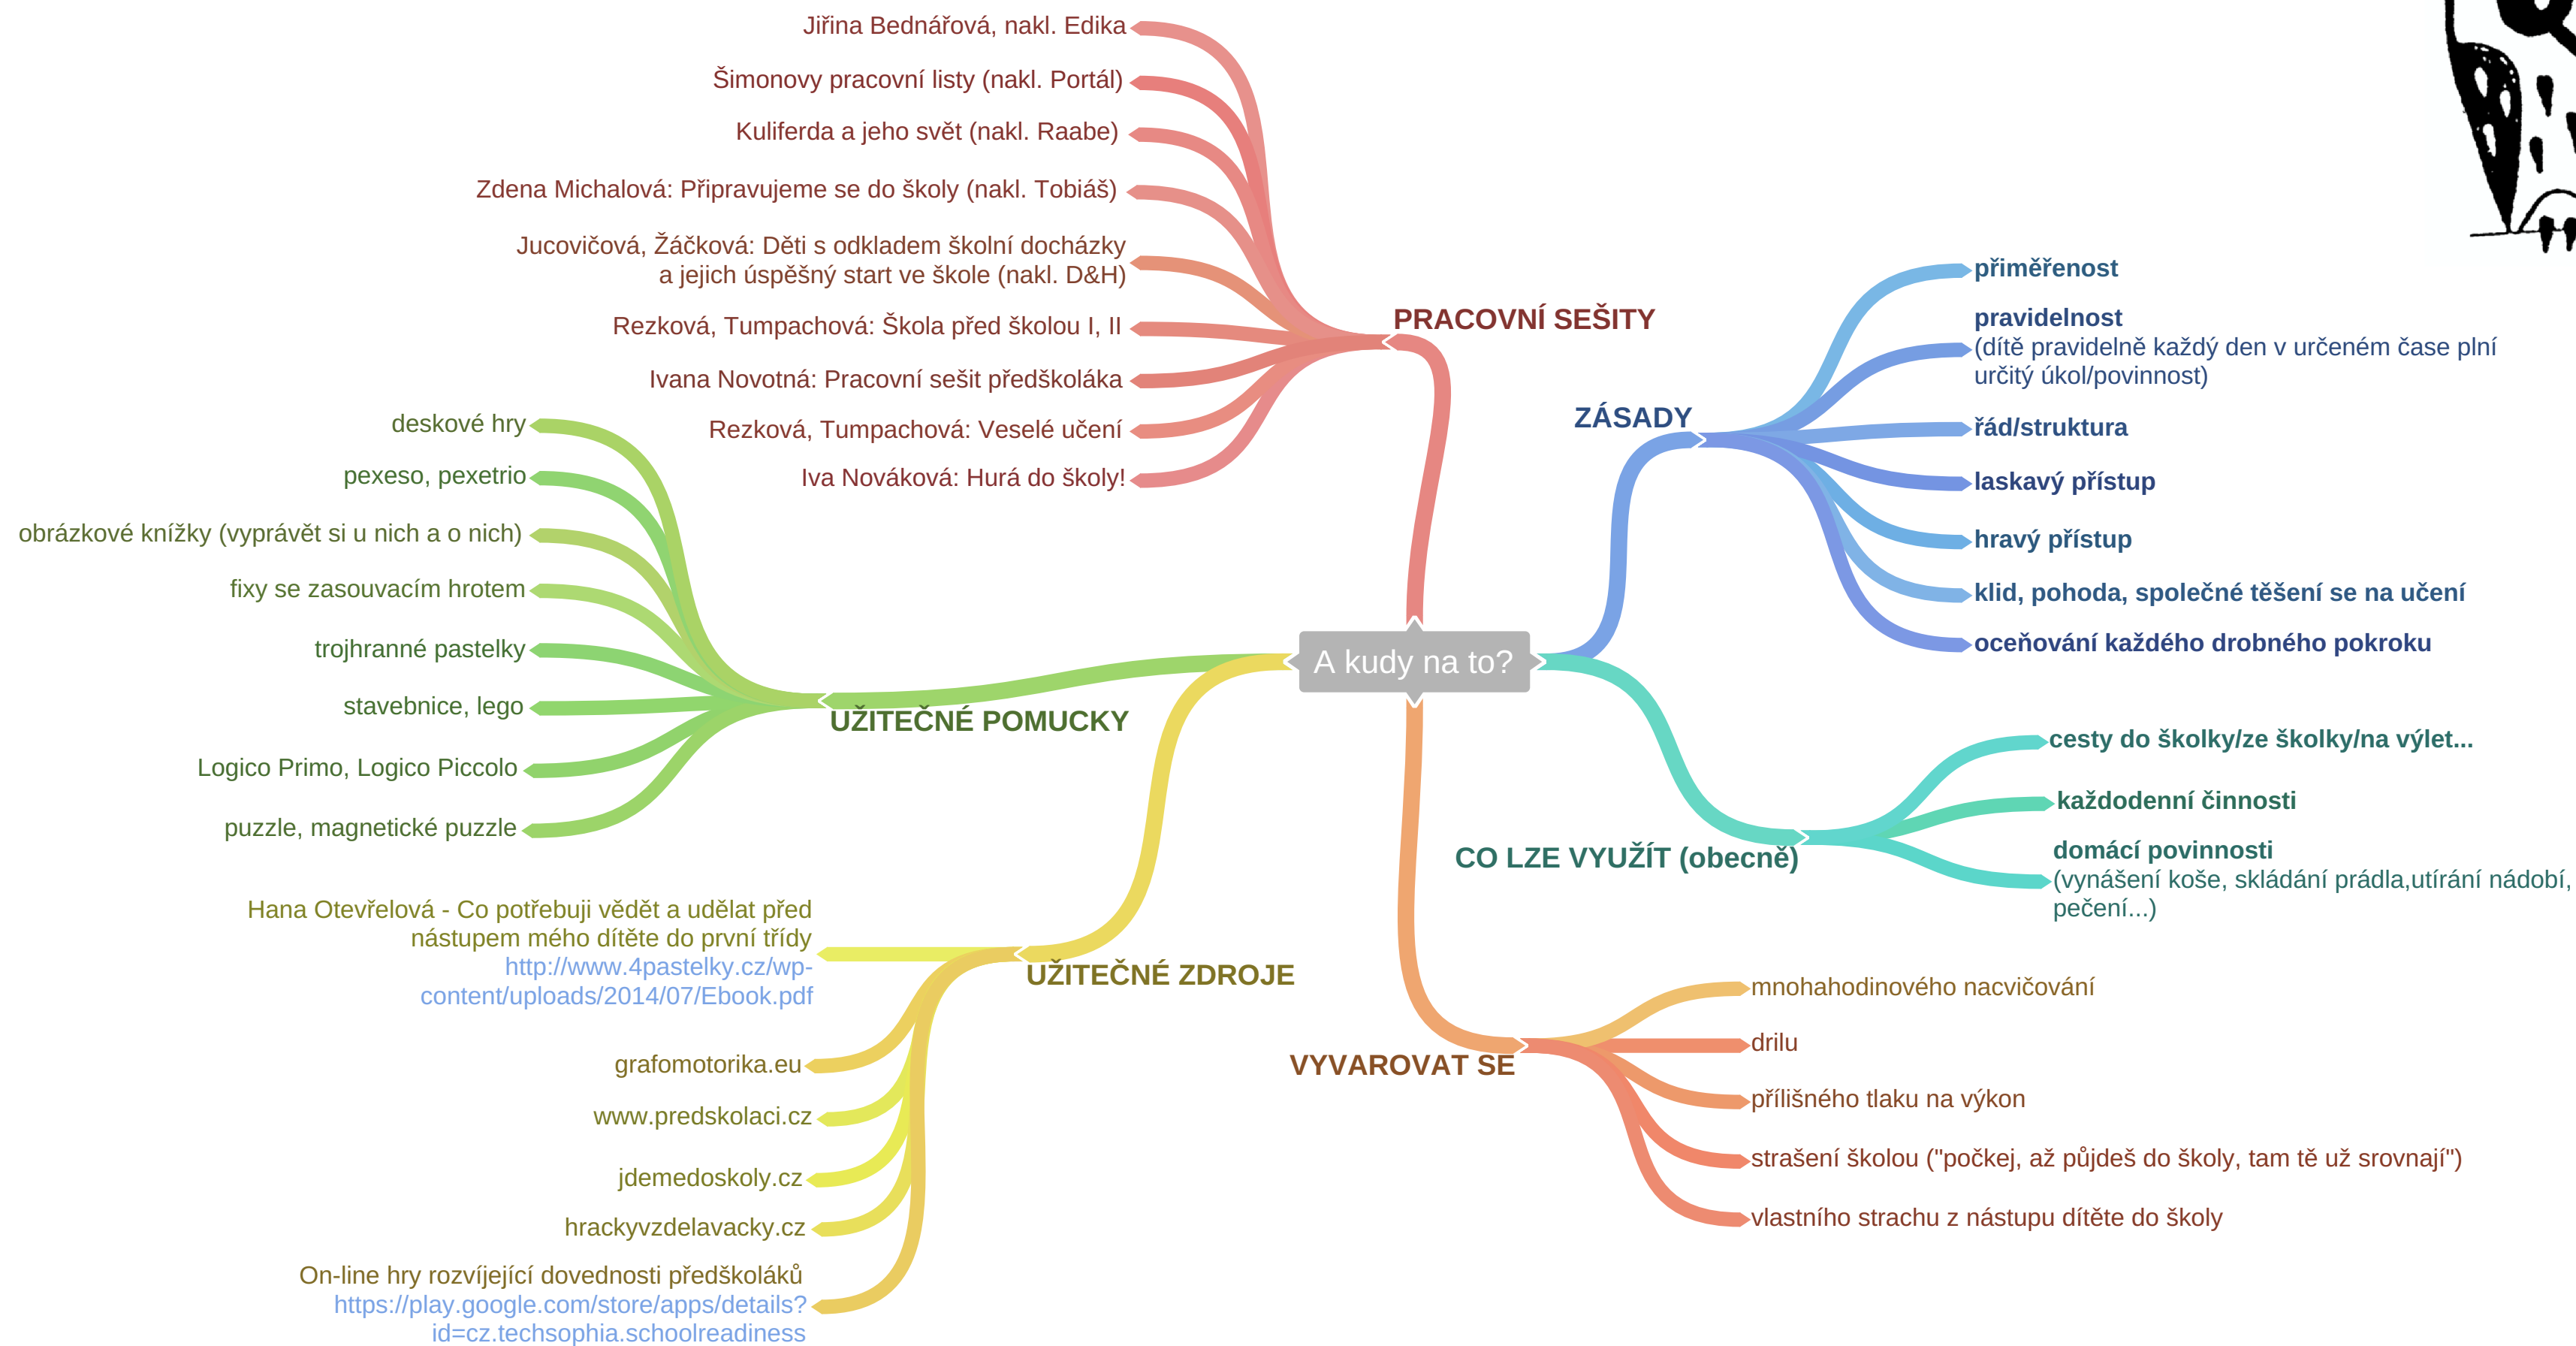 A kudy na to?
PRACOVNÍ SEŠITY
Jiřina Bednářová, nakl. Edika
Šimonovy pracovní listy (nakl. Portál)
Kuliferda a jeho svět (nakl. Raabe)
Zdena Michalová: Připravujeme se do školy (nakl. Tobiáš)
Jucovičová, Žáčková: Děti s odkladem školní docházky
a jejich úspěšný start ve škole (nakl. D&H)
Rezková, Tumpachová: Škola před školou I, II
Ivana Novotná: Pracovní sešit předškoláka
Rezková, Tumpachová: Veselé učení
Iva Nováková: Hurá do školy!
ZÁSADY
přiměřenost
pravidelnost
(dítě pravidelně každý den v určeném čase plní
určitý úkol/povinnost)
řád/struktura
laskavý přístup
hravý přístup
klid, pohoda, společné těšení se na učení
oceňování každého drobného pokroku
CO LZE VYUŽÍT (obecně)
cesty do školky/ze školky/na výlet...
každodenní činnosti
domácí povinnosti
(vynášení koše, skládání prádla,utírání nádobí,
pečení...)
VYVAROVAT SE
mnohahodinového nacvičování
drilu
přílišného tlaku na výkon
strašení školou ("počkej, až půjdeš do školy, tam tě už srovnají")
vlastního strachu z nástupu dítěte do školy
UŽITEČNÉ POMUCKY
deskové hry
pexeso, pexetrio
obrázkové knížky (vyprávět si u nich a o nich)
fixy se zasouvacím hrotem
trojhranné pastelky
stavebnice, lego
Logico Primo, Logico Piccolo
puzzle, magnetické puzzle
UŽITEČNÉ ZDROJE
Hana Otevřelová - Co potřebuji vědět a udělat před
nástupem mého dítěte do první třídy
http://www.4pastelky.cz/wp-
content/uploads/2014/07/Ebook.pdf
grafomotorika.eu
www.predskolaci.cz
jdemedoskoly.cz
hrackyvzdelavacky.cz
On-line hry rozvíjející dovednosti předškoláků
https://play.google.com/store/apps/details?
id=cz.techsophia.schoolreadiness